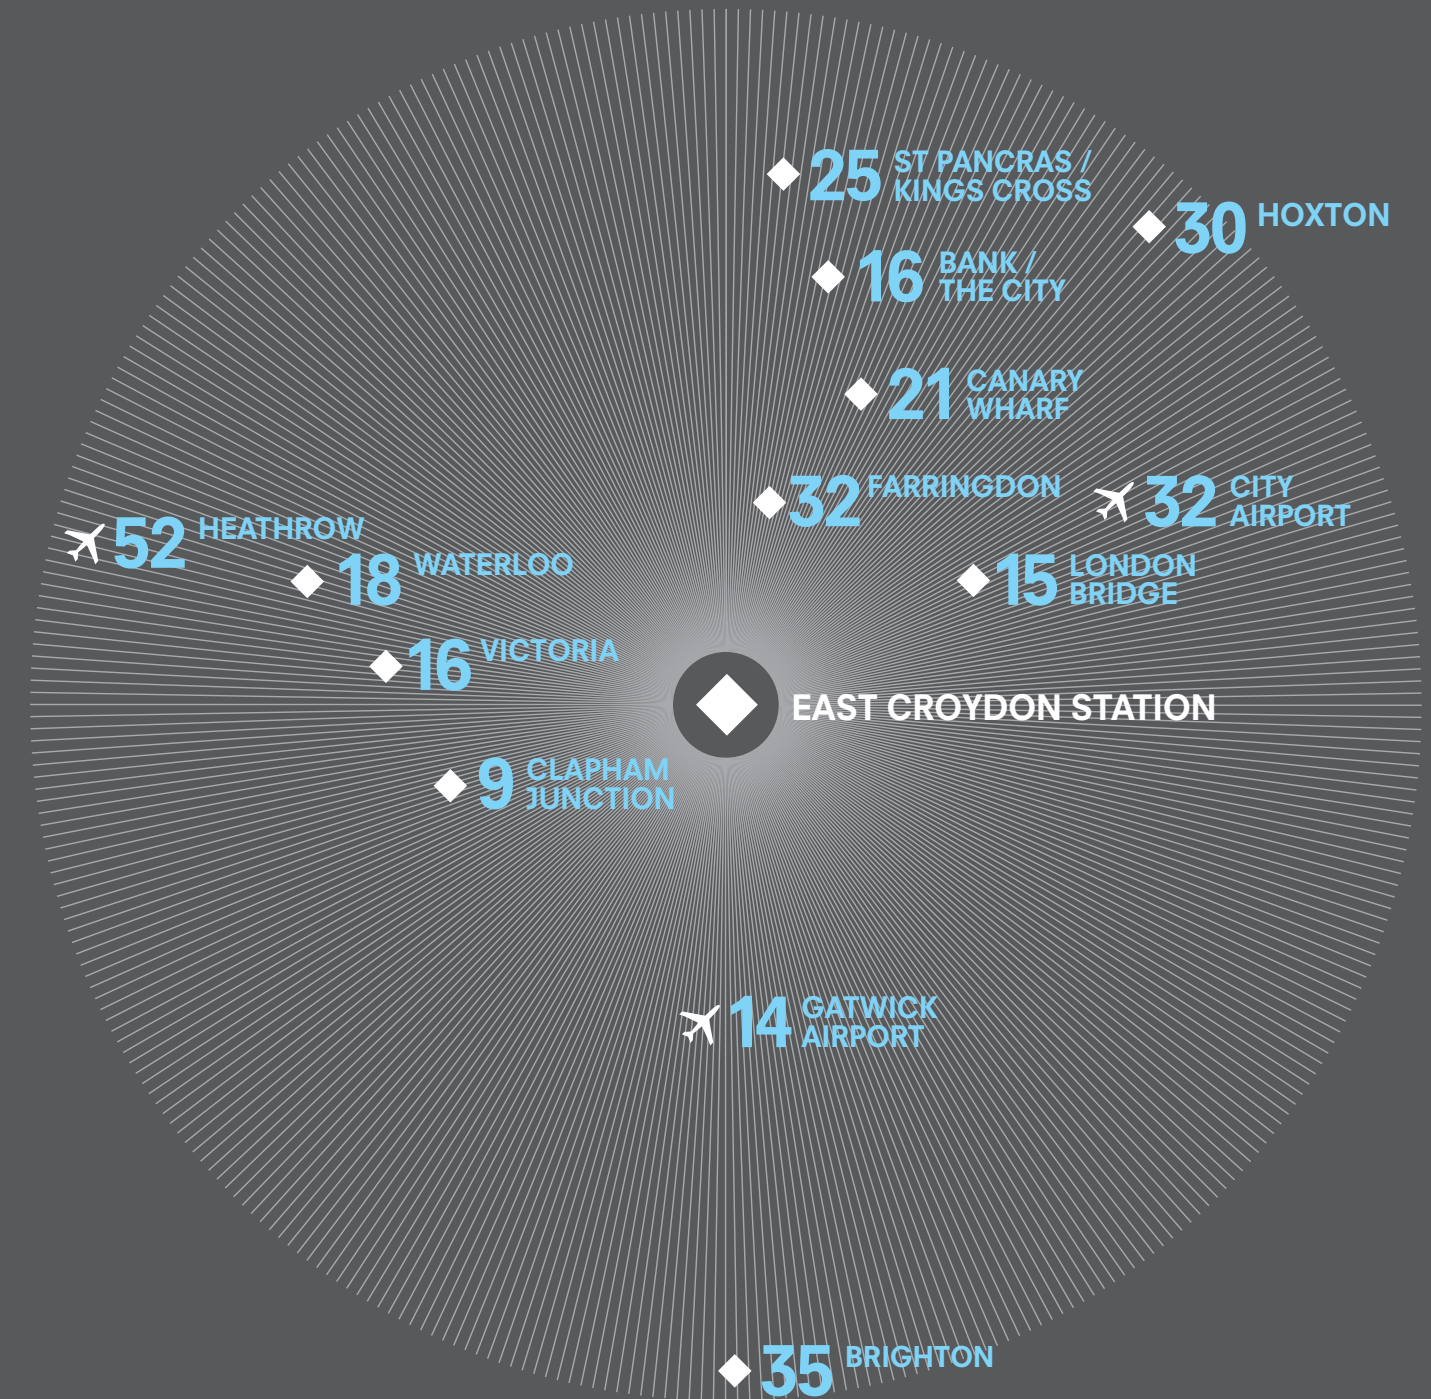 25 ST PANCRAS /
KINGS CROSS
30 HOXTON
16 BANK /
THE CITY
21 CANARY
WHARF
32 FARRINGDON
32 CITY
AIRPORT
52 HEATHROW
18 WATERLOO
15 LONDON
BRIDGE
16 VICTORIA
EAST CROYDON STATION
9 CLAPHAM
JUNCTION
14 GATWICK
AIRPORT
35 BRIGHTON